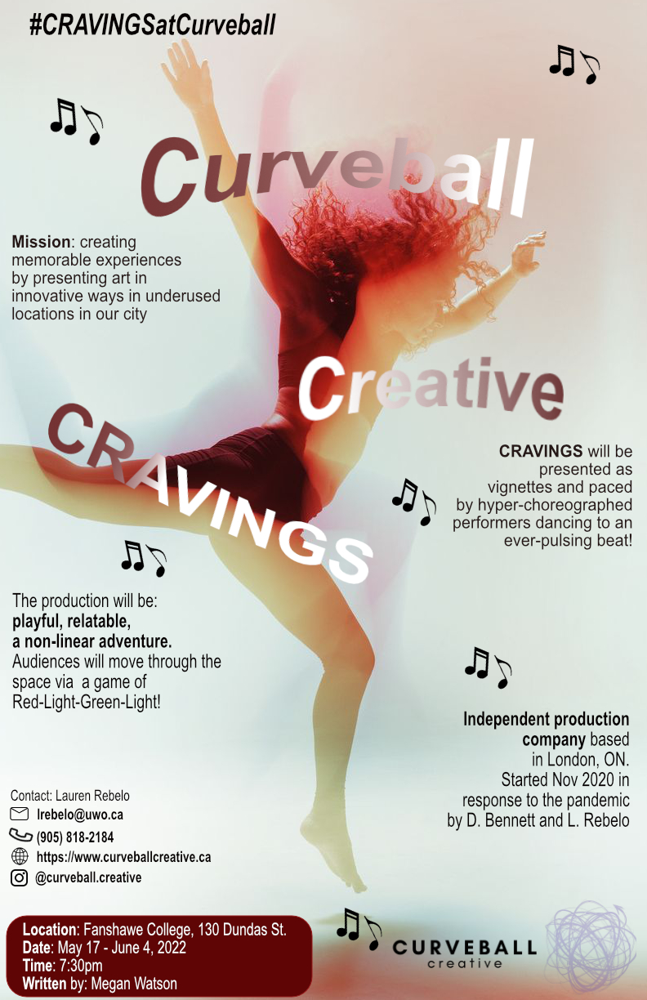 #CRAVINGSatCurveball
Curveball
Mission: creating
memorable experiences
by presenting art in
innovative ways in underused
locations in our city
Creative
CRAVINGS
CRAVINGS will be
presented as
vignettes and paced
by hyper-choreographed
performers dancing to an
ever-pulsing beat!
The production will be:
playful, relatable,
a non-linear adventure.
Audiences will move through the
space via a game of
Red-Light-Green-Light!
Independent production
company based
in London, ON.
Started Nov 2020 in
response to the pandemic
by D. Bennett and L. Rebelo
Contact: Lauren Rebelo
lrebelo@uwo.ca
(905) 818-2184
https://www.curveballcreative.ca
@curveball.creative
Location: Fanshawe College, 130 Dundas St.
Date: May 17 - June 4, 2022
Time: 7:30pm
Written by: Megan Watson
CURVEBALL
creative